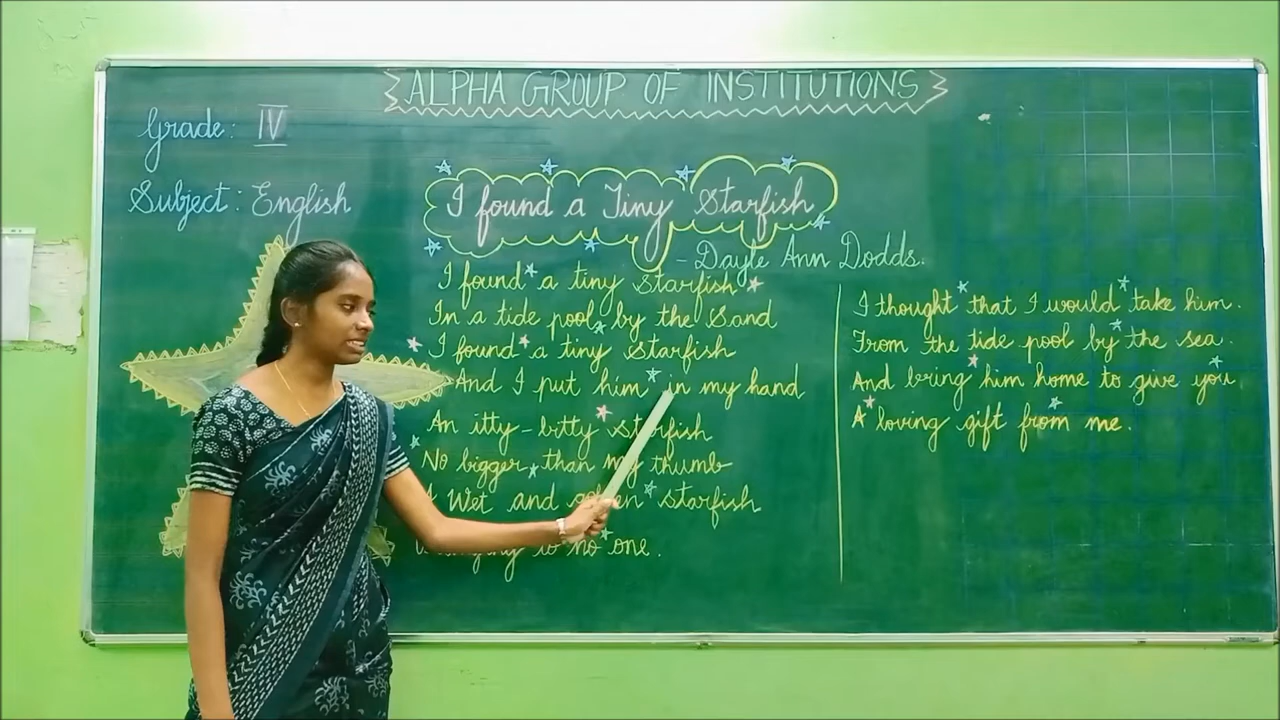 ALPHA GROUP OF INSTITUTIONS
Grade: IV
Subject: English
I found a Tiny Starfish
- Dayle Ann Dodds.
I found a tiny starfish
In a tide pool by the Sand
I found a tiny starfish
And I put him in my hand
An itty-bitty starfish
No bigger than my thumb
Wet and starfish
to no one.
I thought that I would take him.
From the tide pool by the sea.
And bring him home to give you
A loving gift from me.